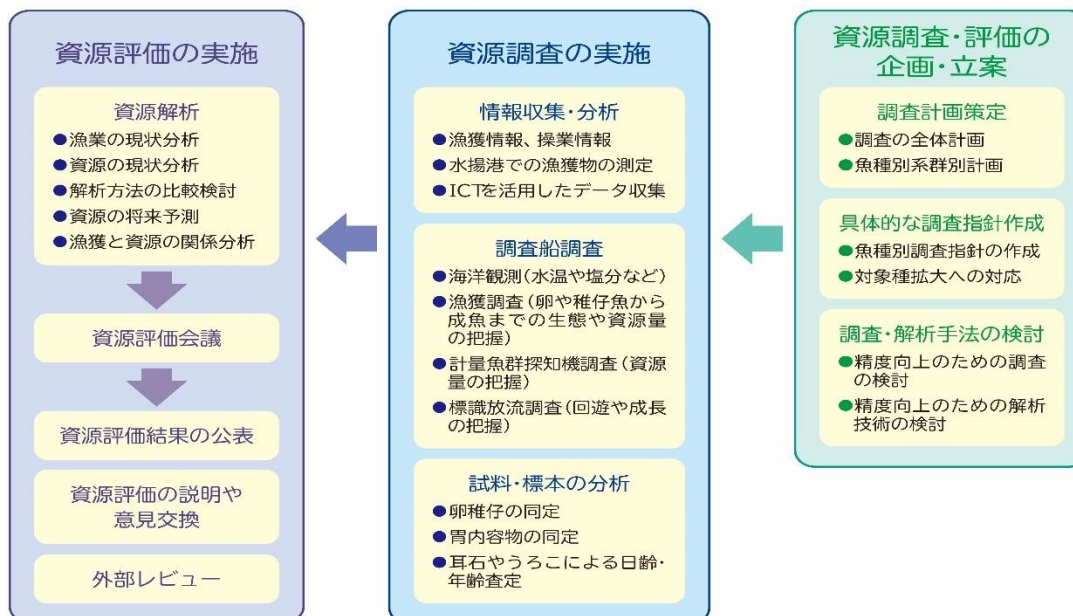 資源評価の実施
資源解析
●漁業の現状分析
●資源の現状分析
●解析方法の比較検討
●資源の将来予測
●漁獲と資源の関係分析
資源評価会議
資源評価結果の公表
資源評価の説明や
意見交換
外部レビュー
資源調査の実施
情報収集・分析
●漁獲情報、操業情報
●水揚港での漁獲物の測定
●ICTを活用したデータ収集
調査船調査
●海洋観測(水温や塩分など)
●漁獲調査(卵や稚仔魚から
成魚までの生態や資源量
の把握)
●計量魚群探知機調査(資源
量の把握)
●標識放流調査(回遊や成長
の把握)
試料・標本の分析
●卵稚仔の同定
●胃内容物の同定
●耳石やうろこによる日齢・
年齢査定
資源調査・評価の
企画・立案
調査計画策定
●調査の全体計画
●魚種別系群別計画
具体的な調査指針作成
●魚種別調査指針の作成
●対象種拡大への対応
調査・解析手法の検討
●精度向上のための調査
の検討
●精度向上のための解析
技術の検討